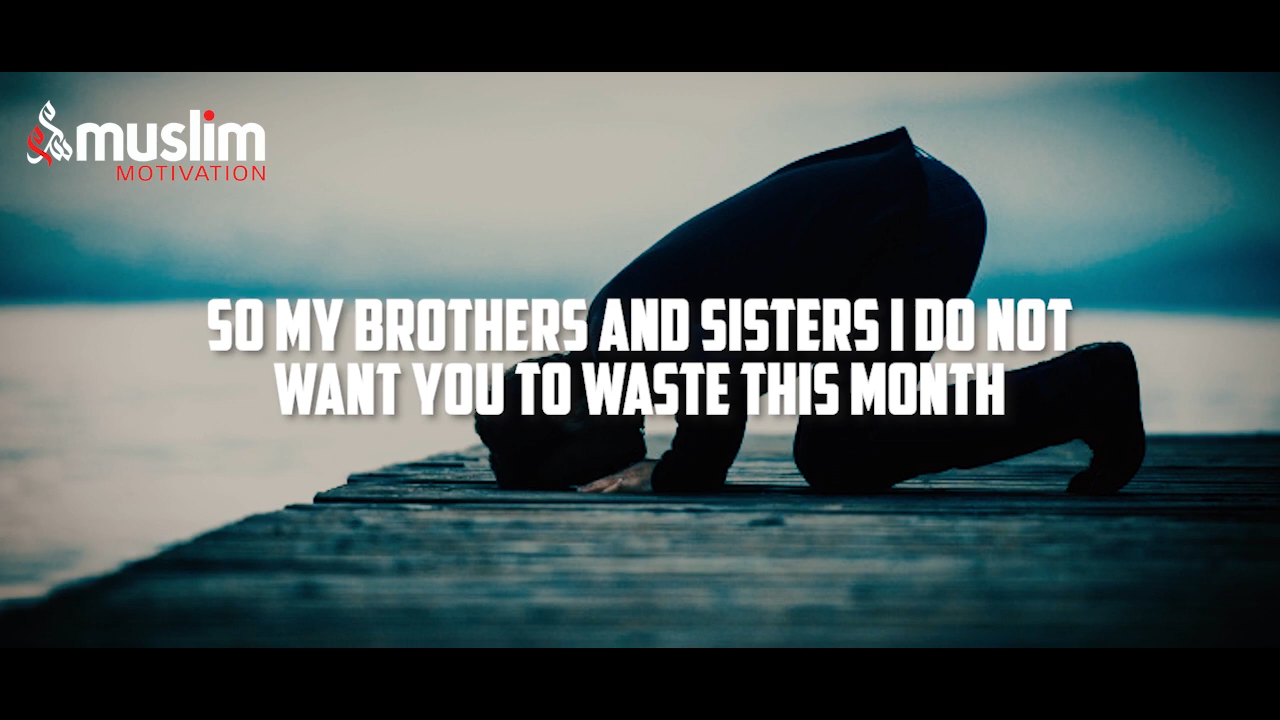 muslim
MOTIVATION
SO MY BROTHERS AND SISTERS I DO NOT
WANT YOU TO WASTE THIS MONTH